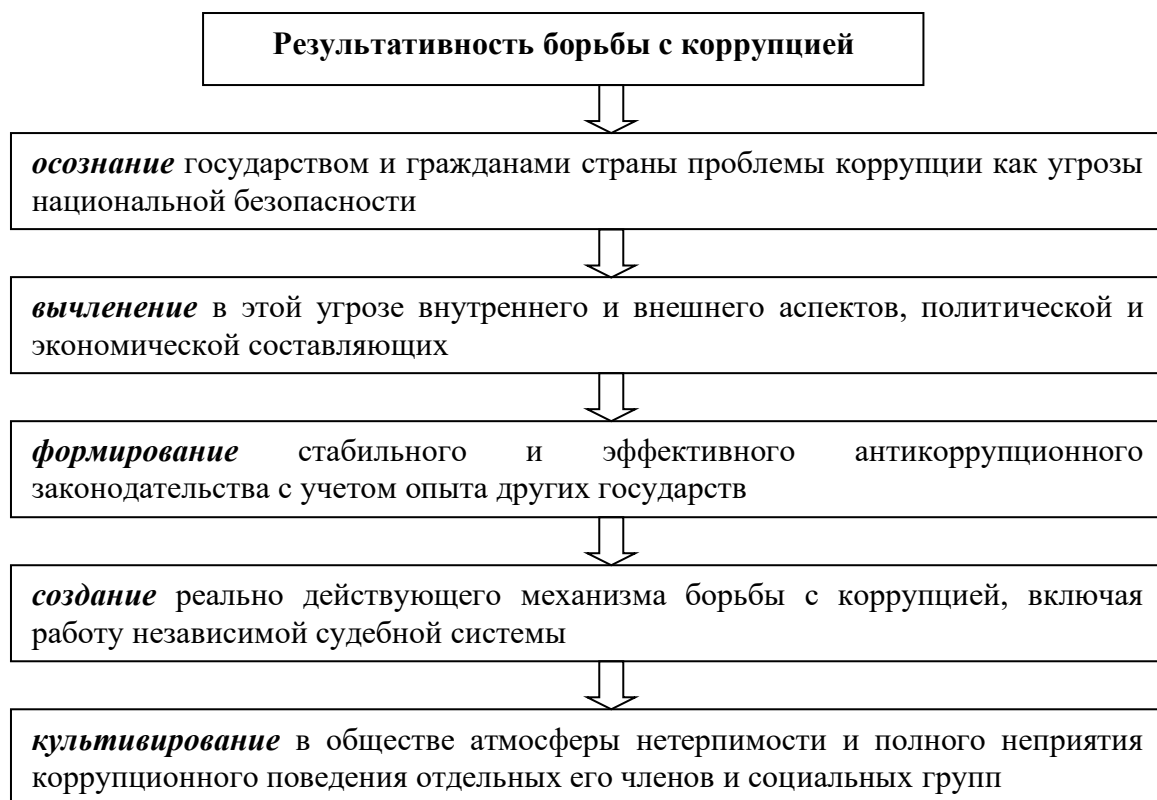 Результативность борьбы с коррупцией
осознание государством и гражданами страны проблемы коррупции как угрозы
национальной безопасности
вычленение в этой угрозе внутреннего и внешнего аспектов, политической и
экономической составляющих
формирование стабильного и эффективного антикоррупционного
законодательства с учетом опыта других государств
создание реально действующего механизма борьбы с коррупцией, включая
работу независимой судебной системы
культивирование в обществе атмосферы нетерпимости и полного неприятия
коррупционного поведения отдельных его членов и социальных групп